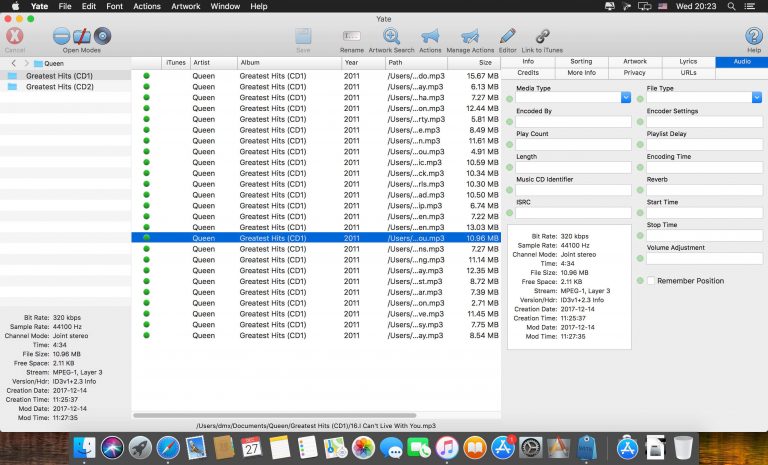 Yate File Edit Font Actions Artwork Window Help Wed 20:23
Yate
Cancel Open Modes Save Rename Artwork Search Actions Manage Actions Editor Link to iTunes Help
Queen
Greatest Hits (CD1)
Greatest Hits (CD2)
iTunes Artist Album Year Path Size
Queen Greatest Hits (CD1) 2011 /Users/...do.mp3 15.67 MB
Queen Greatest Hits (CD1) 2011 /Users/...ay.mp3 6.13 MB
Queen Greatest Hits (CD1) 2011 /Users/...ha.mp3 7.27 MB
Queen Greatest Hits (CD1) 2011 /Users/...on.mp3 12.44 MB
Queen Greatest Hits (CD1) 2011 /Users/...rty.mp3 5.81 MB
Queen Greatest Hits (CD1) 2011 /Users/...e.mp3 8.49 MB
Queen Greatest Hits (CD1) 2011 /Users/...n.mp3 11.61 MB
Queen Greatest Hits (CD1) 2011 /Users/...ou.mp3 4.91 MB
Queen Greatest Hits (CD1) 2011 /Users/...ic.mp3 10.59 MB
Queen Greatest Hits (CD1) 2011 /Users/...ck.mp3 10.34 MB
Queen Greatest Hits (CD1) 2011 /Users/...rls.mp3 10.30 MB
Queen Greatest Hits (CD1) 2011 /Users/...ad.mp3 10.50 MB
Queen Greatest Hits (CD1) 2011 /Users/...ip.mp3 6.74 MB
Queen Greatest Hits (CD1) 2011 /Users/...en.mp3 7.22 MB
Queen Greatest Hits (CD1) 2011 /Users/...en.mp3 13.03 MB
Queen Greatest Hits (CD1) 2011 /Users/...ou.mp3 10.96 MB
Queen Greatest Hits (CD1) 2011 /Users/...ns.mp3 7.27 MB
Queen Greatest Hits (CD1) 2011 /Users/...ng.mp3 11.14 MB
Queen Greatest Hits (CD1) 2011 /Users/...ay.mp3 12.35 MB
Queen Greatest Hits (CD1) 2011 /Users/...st.mp3 8.72 MB
Queen Greatest Hits (CD1) 2011 /Users/...ar.mp3 7.39 MB
Queen Greatest Hits (CD1) 2011 /Users/...on.mp3 2.71 MB
Queen Greatest Hits (CD1) 2011 /Users/...ve.mp3 11.45 MB
Queen Greatest Hits (CD1) 2011 /Users/...sy.mp3 7.75 MB
Queen Greatest Hits (CD1) 2011 /Users/...ay.mp3 8.54 MB
Info Sorting Artwork Lyrics Audio
Credits More Info Privacy URLs
Media Type File Type
Encoded By Encoder Settings
Play Count Playlist Delay
Length Encoding Time
Music CD Identifier Reverb
ISRC Start Time
Stop Time
Volume Adjustment
Remember Position
Bit Rate: 320 kbps
Sample Rate: 44100 Hz
Channel Mode: Joint stereo
Time: 4:34
File Size: 10.96 MB
Free Space: 2.11 KB
Stream: MPEG-1, Layer 3
Version/Hdr: ID3v1+2.3 Info
Creation Date: 2017-12-14
Creation Time: 11:25:37
Mod Date: 2017-12-14
Mod Time: 11:27:35
Bit Rate: 320 kbps
Sample Rate: 44100 Hz
Channel Mode: Joint stereo
Time: 4:34
File Size: 10.96 MB
Free Space: 2.11 KB
Stream: MPEG-1, Layer 3
Version/Hdr: ID3v1+2.3 Info
Creation Date: 2017-12-14
Creation Time: 11:25:37
Mod Date: 2017-12-14
Mod Time: 11:27:35
/Users/dmx/Documents/Queen/Greatest Hits (CD1)/16.I Can't Live With You.mp3
27
1